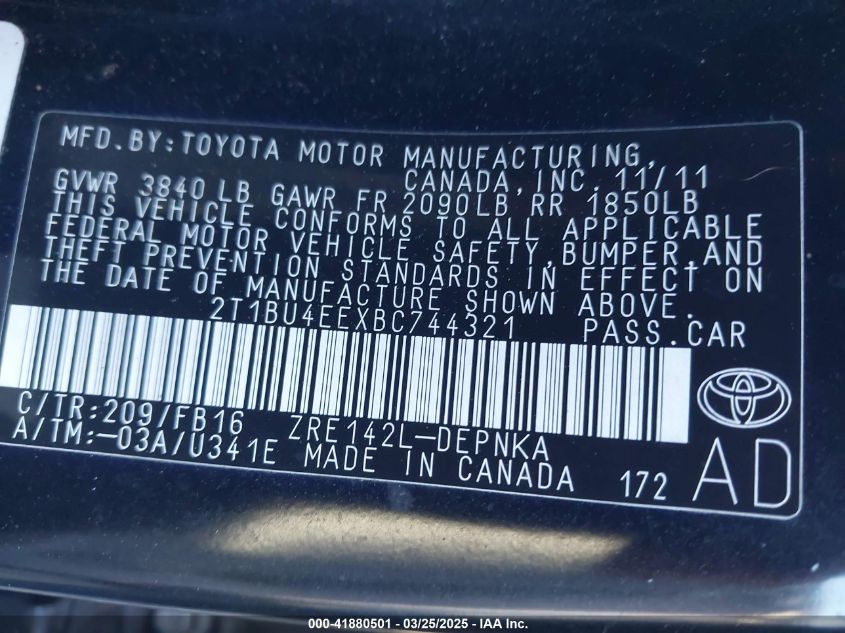 MFD.BY:TOYOTA MOTOR MANUFACTURING,
CANADA,INC. 11/11
GVWR 3840 LB GAWR FR 2090LB RR 1850LB
THIS VEHICLE CONFORMS TO ALL APPLICABLE
FEDERAL MOTOR VEHICLE SAFETY,BUMPER,AND
THEFT PREVENTION STANDARDS IN EFFECT ON
THE DATE OF MANUFACTURE SHOWN ABOVE.
2T1BU4EEXBC744321 PASS.CAR
C/TR:209/FB16 ZRE142L-DEPNKA
A/TM:-03A/U341E MADE IN CANADA 172
AD
000-41880501 - 03/25/2025 - IAA Inc.